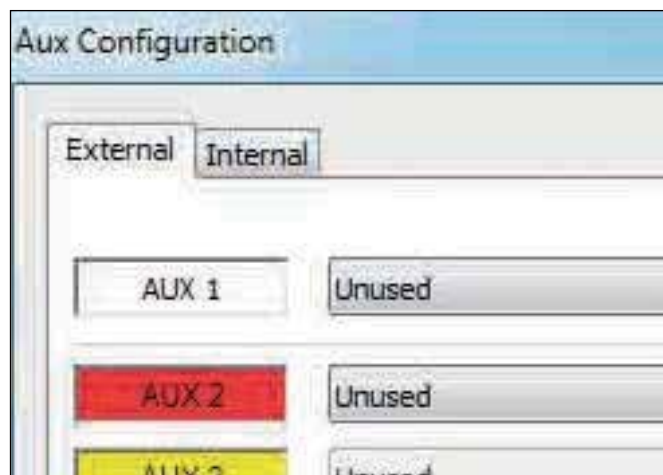 Aux Configuration
External Internal
AUX 1 Unused
AUX 2 Unused